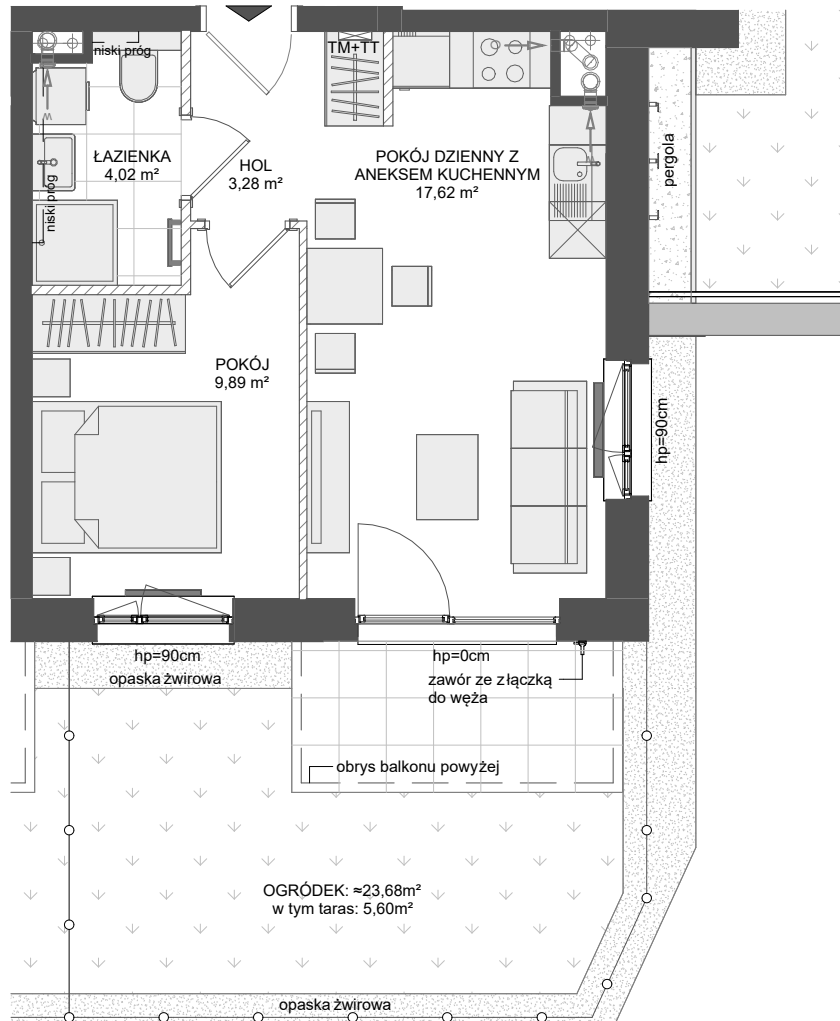 niski próg
TM+TT
ŁAZIENKA
4,02 m²
HOL
3,28 m²
POKÓJ DZIENNY Z
ANEKSEM KUCHENNYM
17,62 m²
pergola
niski próg
POKÓJ
9,89 m²
hp=90cm
hp=90cm
opaska żwirowa
hp=0cm
zawór ze złączką
do węża
obrys balkonu powyżej
OGRÓDEK: ≈23,68m²
w tym taras: 5,60m²
opaska żwirowa